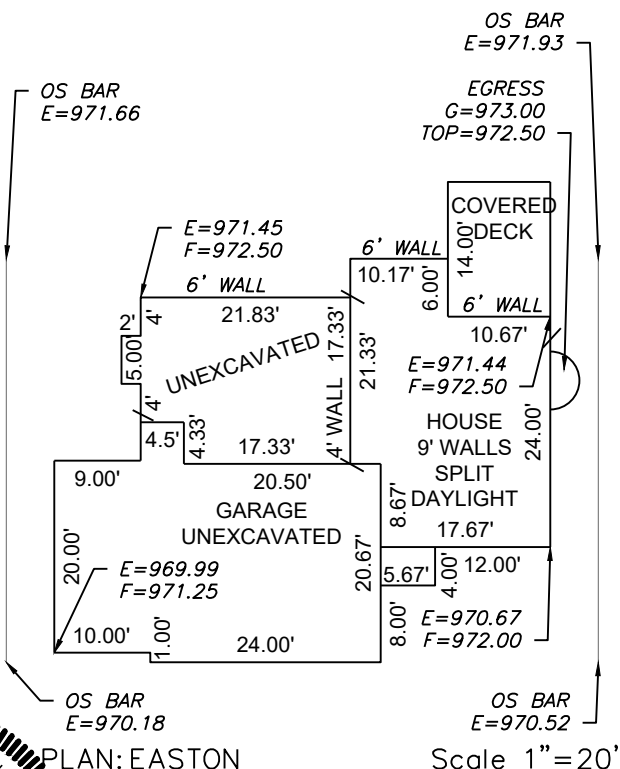 OS BAR
E=971.93
OS BAR
E=971.66
EGRESS
G=973.00
TOP=972.50
COVERED
DECK
14.00'
E=971.45
F=972.50
6' WALL
10.17'
6.00'
6' WALL
21.83'
6' WALL
10.67'
2'
4'
5.00'
4'
UNEXCAVATED
17.33'
21.33'
4' WALL
E=971.44
F=972.50
24.00'
HOUSE
9' WALLS
SPLIT
DAYLIGHT
4.5'
4.33'
17.33'
9.00'
20.50'
GARAGE
UNEXCAVATED
8.67'
17.67'
20.00'
E=969.99
F=971.25
20.67'
5.67'
4.00'
12.00'
10.00'
1.00'
24.00'
8.00'
E=970.67
F=972.00
OS BAR
E=970.18
OS BAR
E=970.52
PLAN: EASTON
Scale 1"=20'